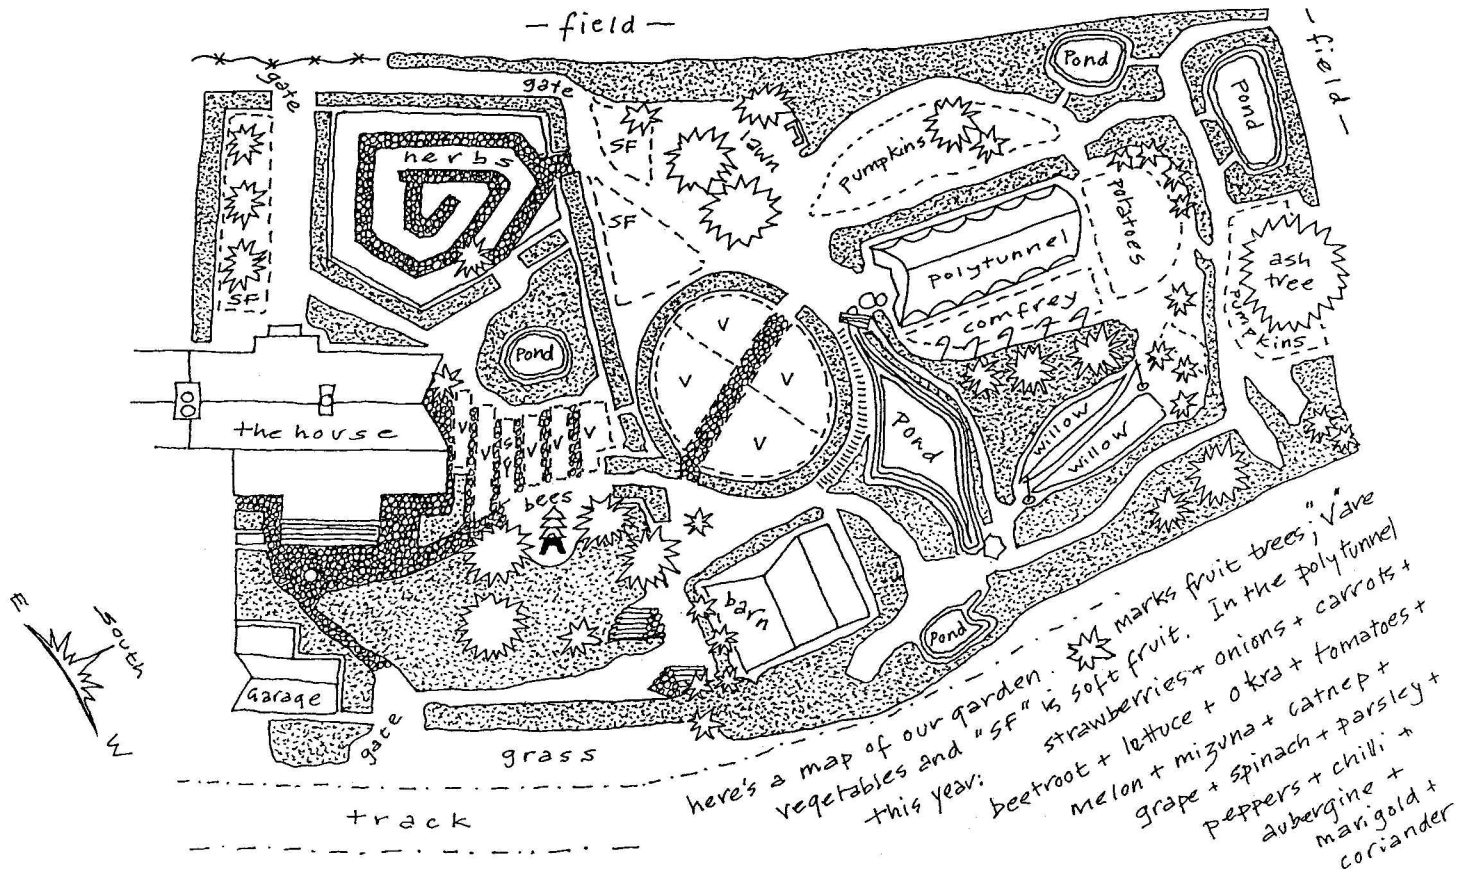 — field —
— field —
gate
gate
herbs
SF
SF
SF
lawn
pumpkins
Pond
Pond
potatoes
polytunnel
comfrey
ash
tree
pumpkins
Pond
V
V
V
V
the house
V
V
S
F
V
V
V
bees
Pond
willow
willow
barn
Pond
Garage
gate
grass
track
E
South
W
here's a map of our garden. marks fruit trees; "V" are
vegetables and "SF" is soft fruit. In the polytunnel
this year: strawberries + onions + carrots +
beetroot + lettuce + okra + tomatoes +
melon + mizuna + catnep +
grape + spinach + parsley +
peppers + chilli +
aubergine +
marigold +
coriander